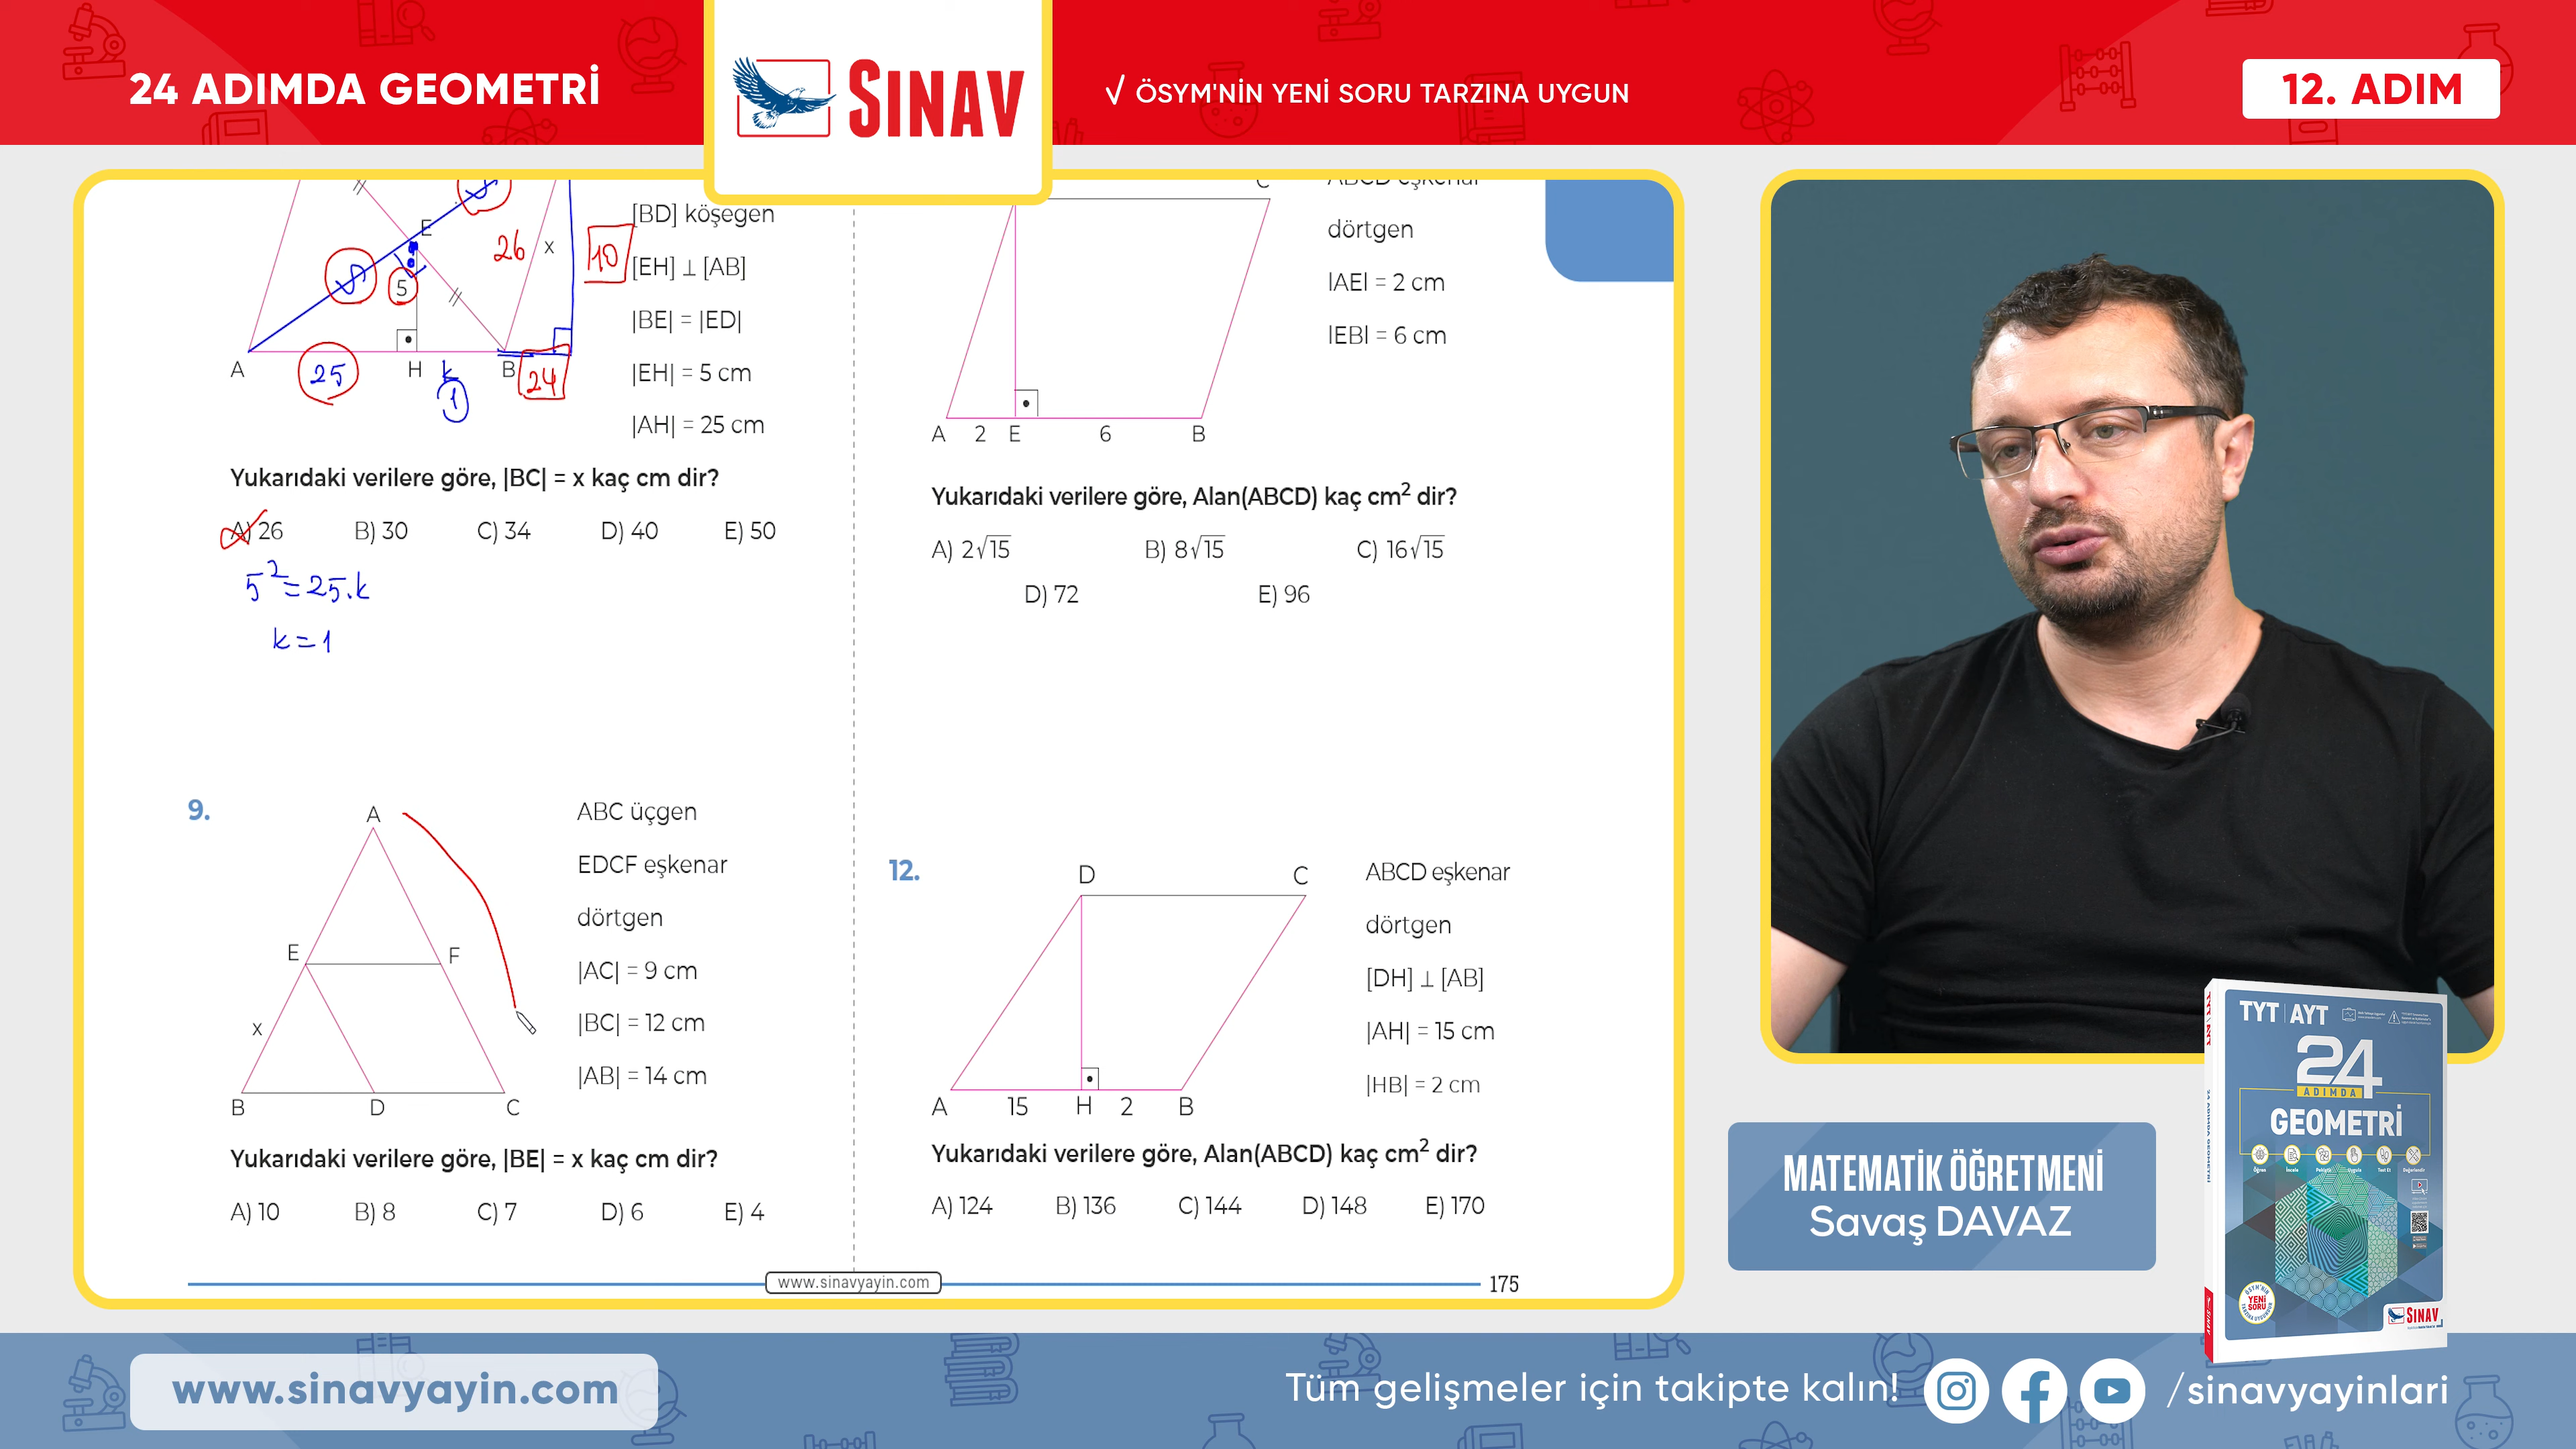 24 ADIMDA GEOMETRİ
SINAV
√ ÖSYM'NİN YENİ SORU TARZINA UYGUN
12. ADIM
E
26
x
10
5
A
25
H
k
1
B
24
[BD] köşegen
[EH] ⊥ [AB]
|BE| = |ED|
|EH| = 5 cm
|AH| = 25 cm
Yukarıdaki verilere göre, |BC| = x kaç cm dir?
A) 26 B) 30 C) 34 D) 40 E) 50
5² = 25.k
k = 1
9.
A
E
F
x
B
D
C
ABC üçgen
EDCF eşkenar
dörtgen
|AC| = 9 cm
|BC| = 12 cm
|AB| = 14 cm
Yukarıdaki verilere göre, |BE| = x kaç cm dir?
A) 10 B) 8 C) 7 D) 6 E) 4
C
ABCD eşkenar
dörtgen
|AE| = 2 cm
|EB| = 6 cm
A 2 E 6 B
Yukarıdaki verilere göre, Alan(ABCD) kaç cm² dir?
A) 2√15 B) 8√15 C) 16√15
D) 72 E) 96
12.
D
C
A 15 H 2 B
ABCD eşkenar
dörtgen
[DH] ⊥ [AB]
|AH| = 15 cm
|HB| = 2 cm
Yukarıdaki verilere göre, Alan(ABCD) kaç cm² dir?
A) 124 B) 136 C) 144 D) 148 E) 170
www.sinavyayin.com
175
MATEMATİK ÖĞRETMENİ
Savaş DAVAZ
TYT AYT
24
ADIMDA
GEOMETRİ
YENİ
SORU
SINAV
www.sinavyayin.com
Tüm gelişmeler için takipte kalın!
/sinavyayinlari